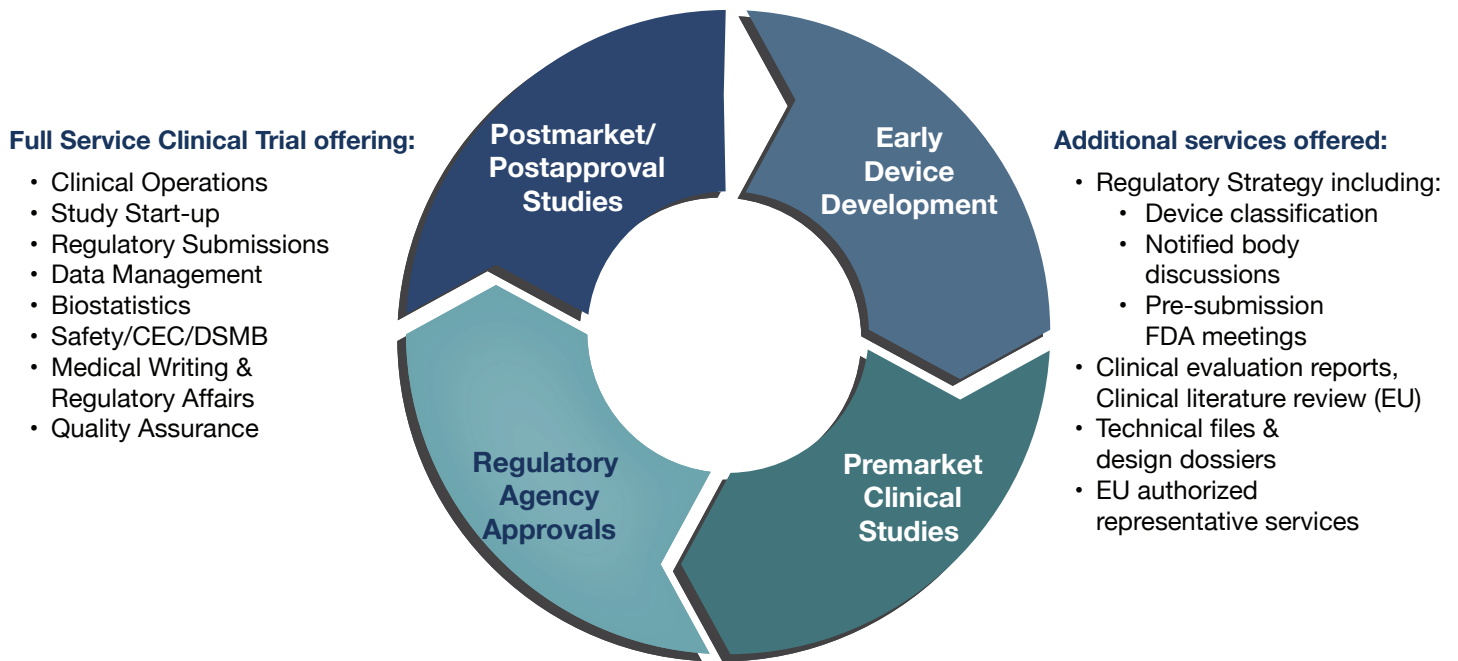 Full Service Clinical Trial offering:
• Clinical Operations
• Study Start-up
• Regulatory Submissions
• Data Management
• Biostatistics
• Safety/CEC/DSMB
• Medical Writing &
Regulatory Affairs
• Quality Assurance
Postmarket/
Postapproval
Studies
Early
Device
Development
Regulatory
Agency
Approvals
Premarket
Clinical
Studies
Additional services offered:
• Regulatory Strategy including:
• Device classification
• Notified body
discussions
• Pre-submission
FDA meetings
• Clinical evaluation reports,
Clinical literature review (EU)
• Technical files &
design dossiers
• EU authorized
representative services